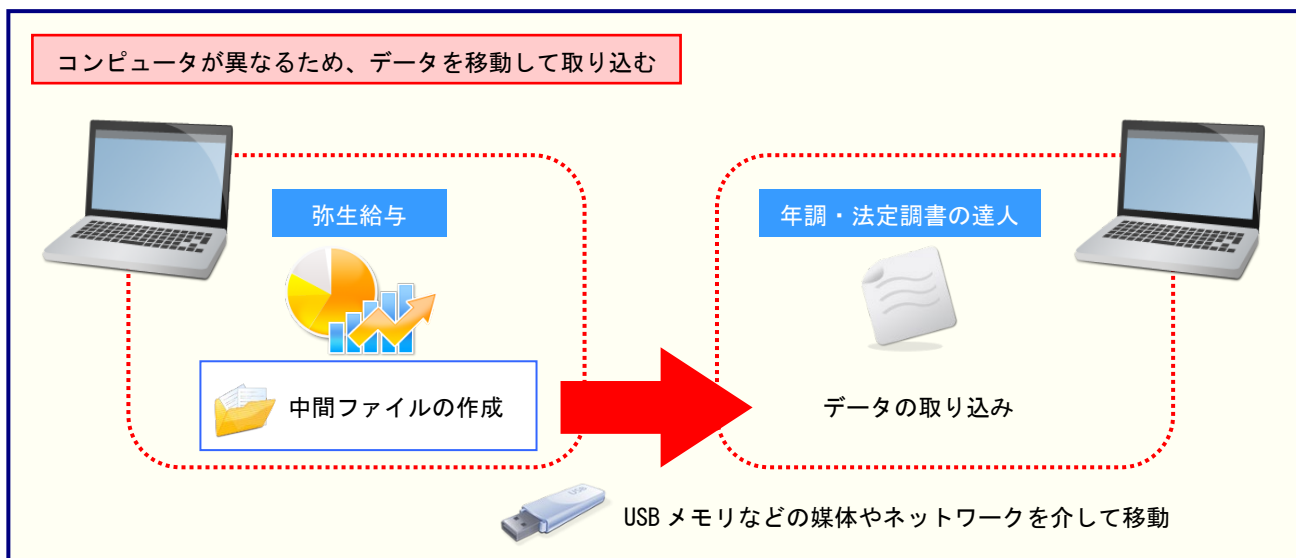 コンピュータが異なるため、データを移動して取り込む
弥生給与
年調・法定調書の達人
中間ファイルの作成
データの取り込み
USB
USB メモリなどの媒体やネットワークを介して移動